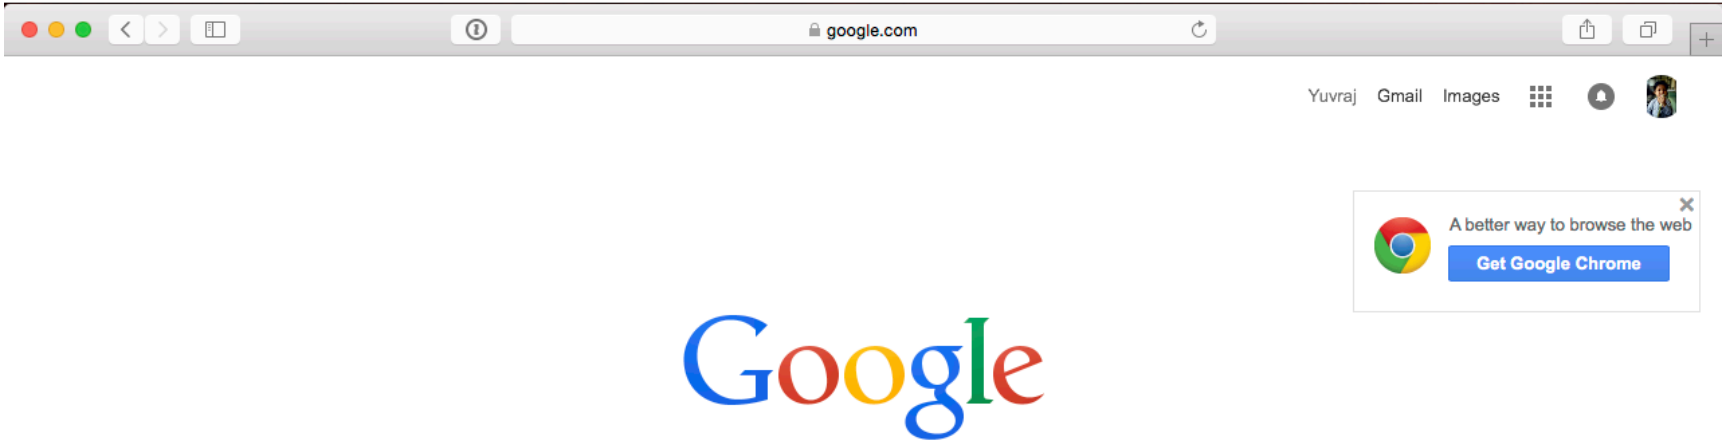 google.com
Yuvraj Gmail Images
A better way to browse the web
Get Google Chrome
Google